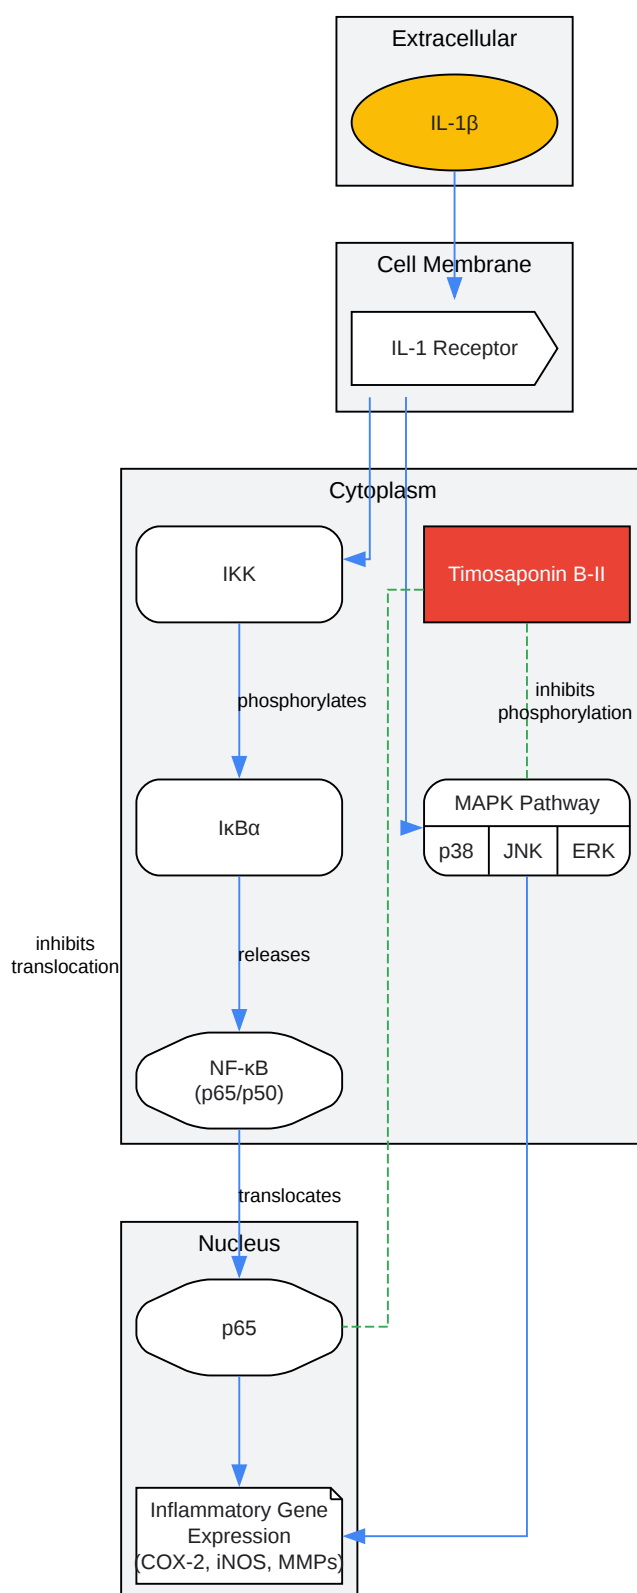 Extracellular
IL-1β
Cell Membrane
IL-1 Receptor
Cytoplasm
IKK
Timosaponin B-II
phosphorylates
inhibits
phosphorylation
IκBα
MAPK Pathway
p38
JNK
ERK
inhibits
translocation
releases
NF-κB
(p65/p50)
translocates
Nucleus
p65
Inflammatory Gene
Expression
(COX-2, iNOS, MMPs)